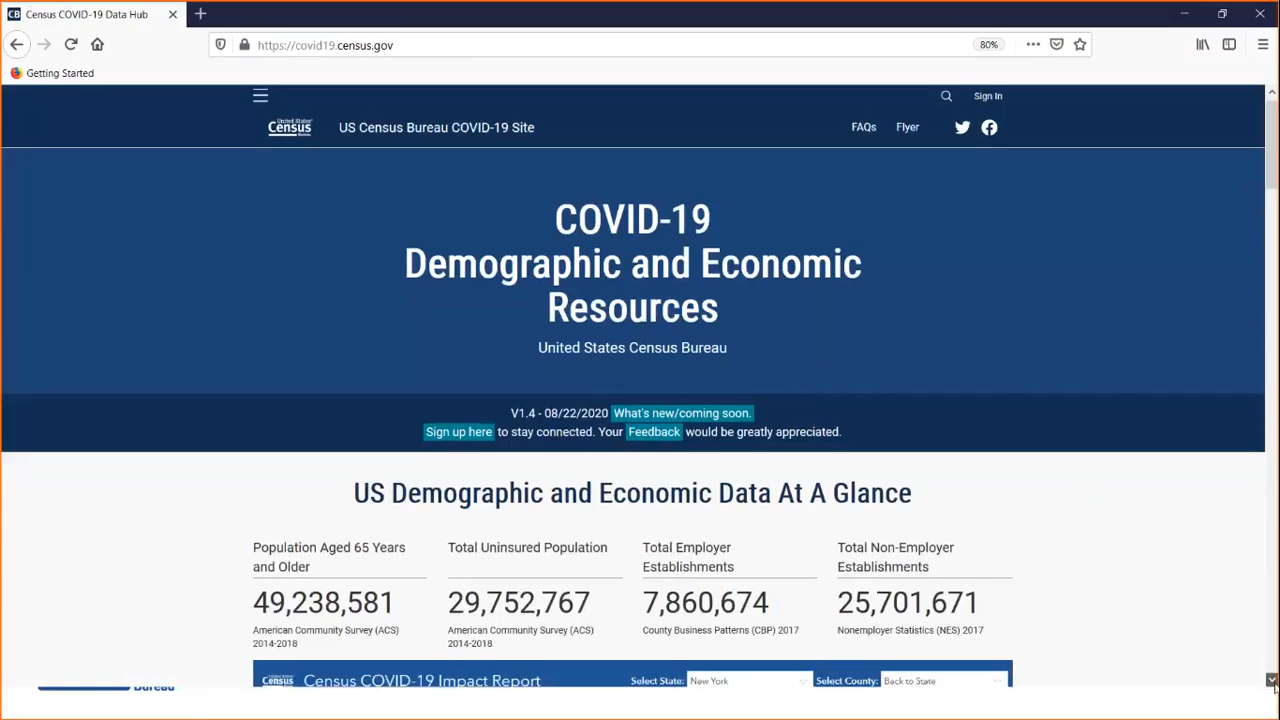 Census COVID-19 Data Hub
https://covid19.census.gov
80%
Getting Started
Sign In
United States®
Census
Bureau
US Census Bureau COVID-19 Site
FAQs
Flyer
COVID-19
Demographic and Economic
Resources
United States Census Bureau
V1.4 - 08/22/2020 What's new/coming soon.
Sign up here to stay connected. Your Feedback would be greatly appreciated.
US Demographic and Economic Data At A Glance
Population Aged 65 Years
and Older
49,238,581
American Community Survey (ACS)
2014-2018
Total Uninsured Population
29,752,767
American Community Survey (ACS)
2014-2018
Total Employer
Establishments
7,860,674
County Business Patterns (CBP) 2017
Total Non-Employer
Establishments
25,701,671
Nonemployer Statistics (NES) 2017
Census
Census COVID-19 Impact Report
Select State: New York
Select County: Back to State
Bureau